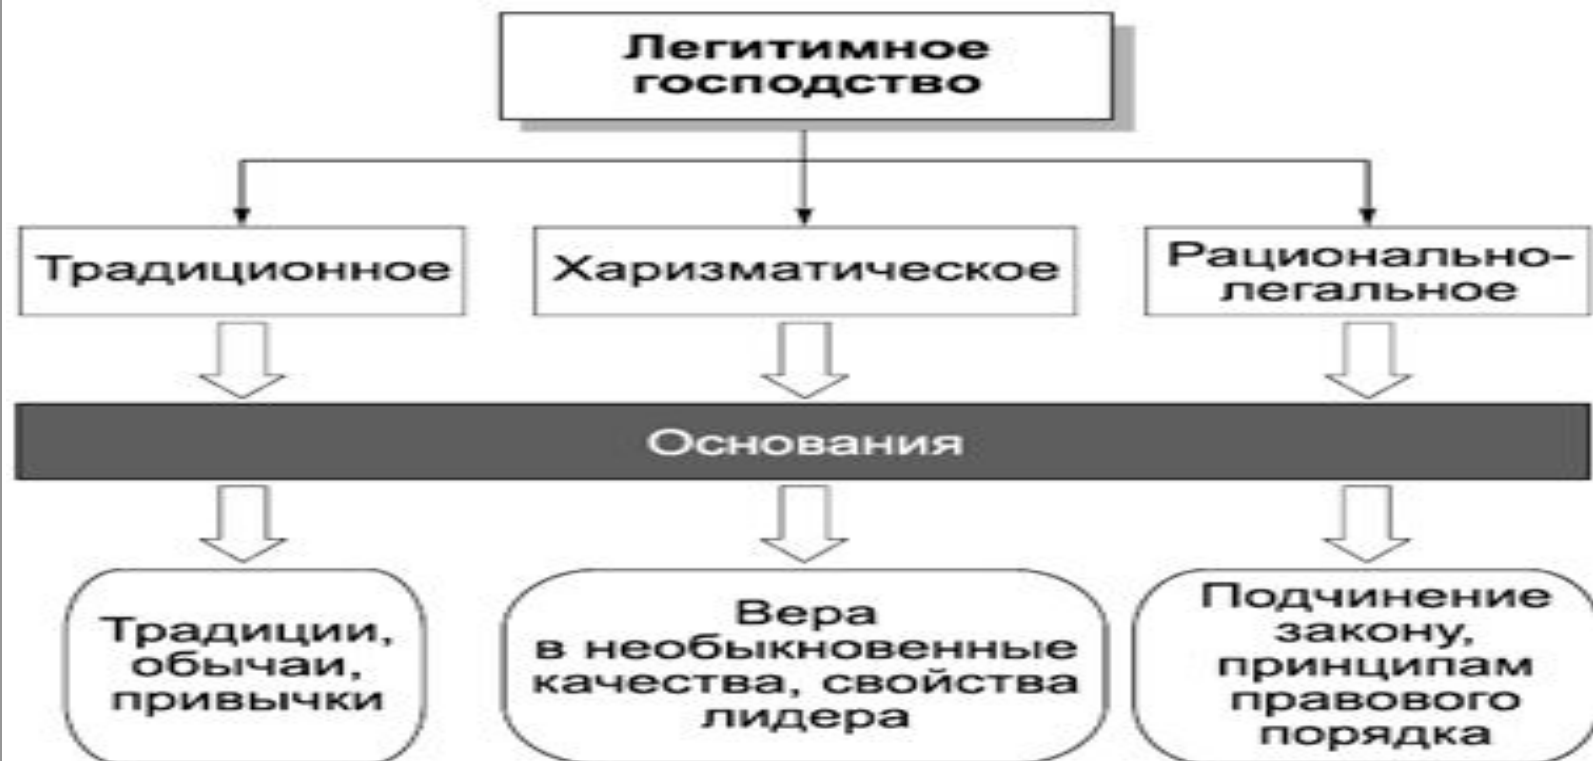 Легитимное
господство
Традиционное
Харизматическое
Рационально-
легальное
Основания
Традиции,
обычаи,
привычки
Вера
в необыкновенные
качества, свойства
лидера
Подчинение
закону,
принципам
правового
порядка